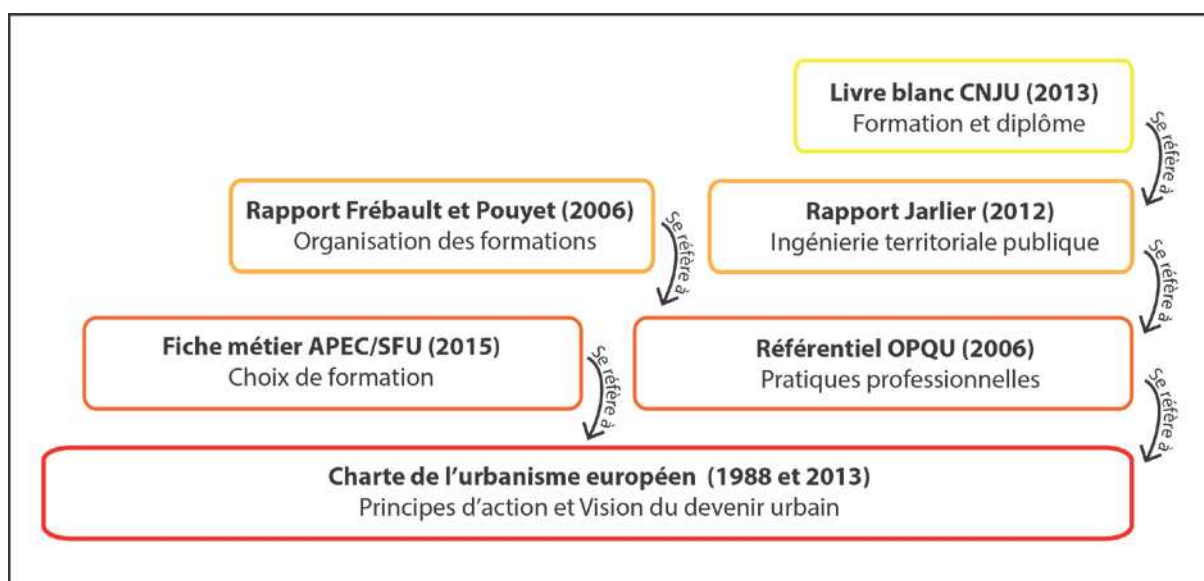 Livre blanc CNJU (2013)
Formation et diplôme
Se réfère à
Rapport Frébault et Pouyet (2006)
Organisation des formations
Se réfère à
Rapport Jarlier (2012)
Ingénierie territoriale publique
Se réfère à
Fiche métier APEC/SFU (2015)
Choix de formation
Se réfère à
Référentiel OPQU (2006)
Pratiques professionnelles
Se réfère à
Charte de l'urbanisme européen (1988 et 2013)
Principes d'action et Vision du devenir urbain